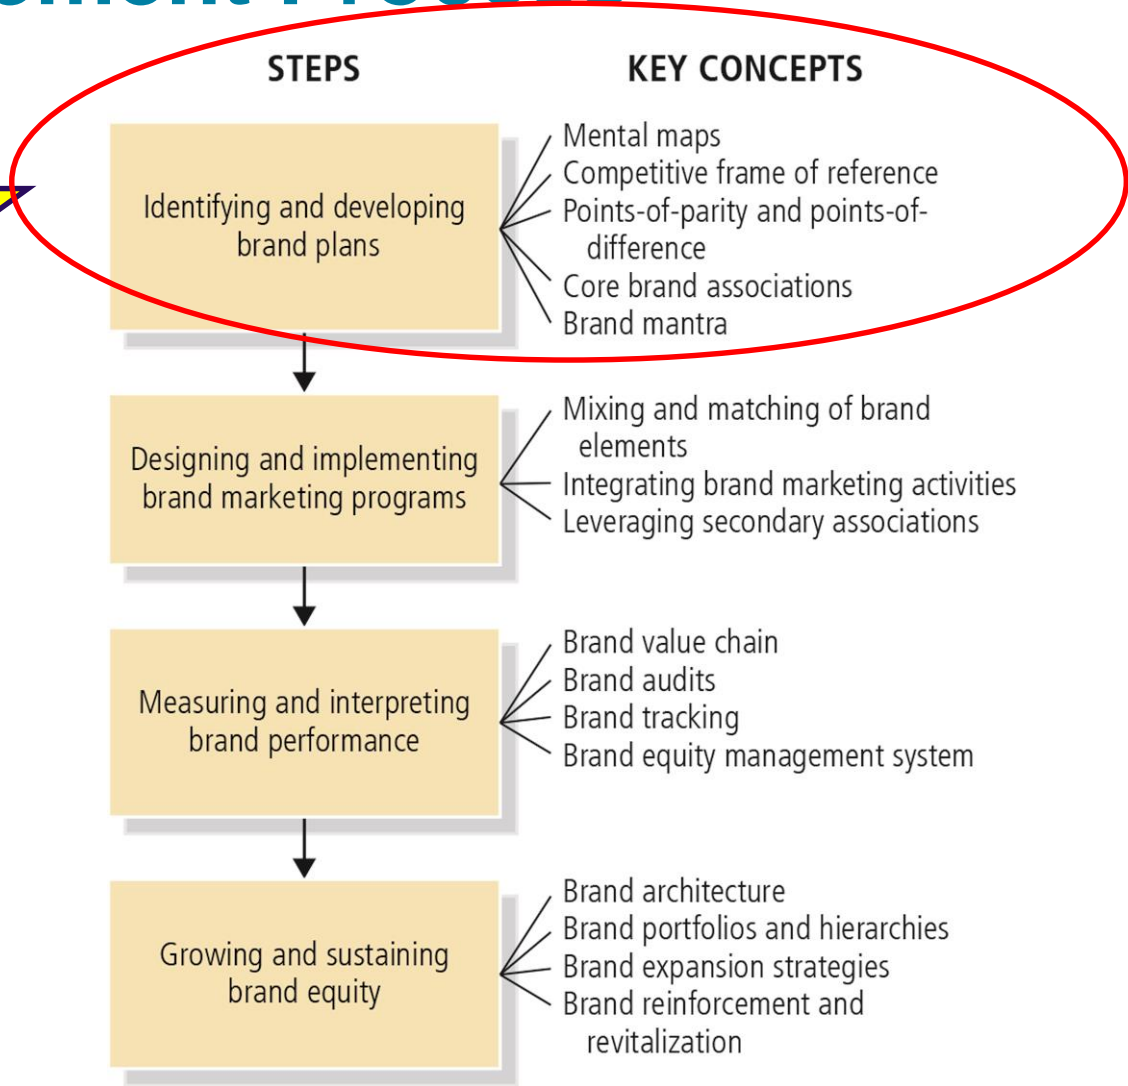 STEPS
KEY CONCEPTS
Identifying and developing
brand plans
Mental maps
Competitive frame of reference
Points-of-parity and points-of-
difference
Core brand associations
Brand mantra
Designing and implementing
brand marketing programs
Mixing and matching of brand
elements
Integrating brand marketing activities
Leveraging secondary associations
Measuring and interpreting
brand performance
Brand value chain
Brand audits
Brand tracking
Brand equity management system
Growing and sustaining
brand equity
Brand architecture
Brand portfolios and hierarchies
Brand expansion strategies
Brand reinforcement and
revitalization